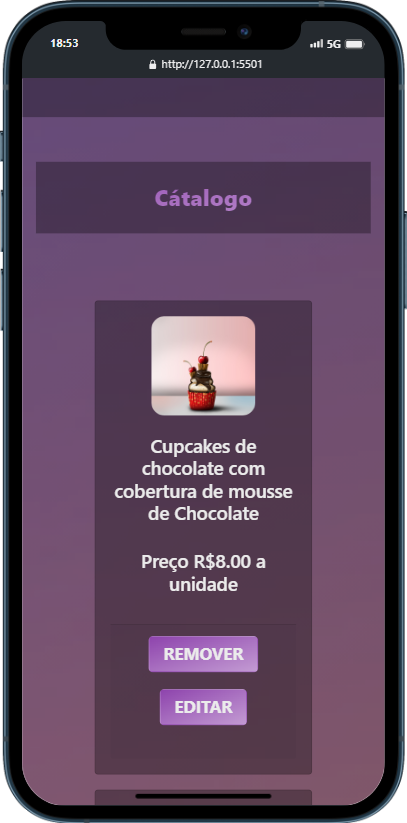 18:53
5G
http://127.0.0.1:5501
Cátalogo
Cupcakes de
chocolate com
cobertura de mousse
de Chocolate
Preço R$8.00 a
unidade
REMOVER
EDITAR